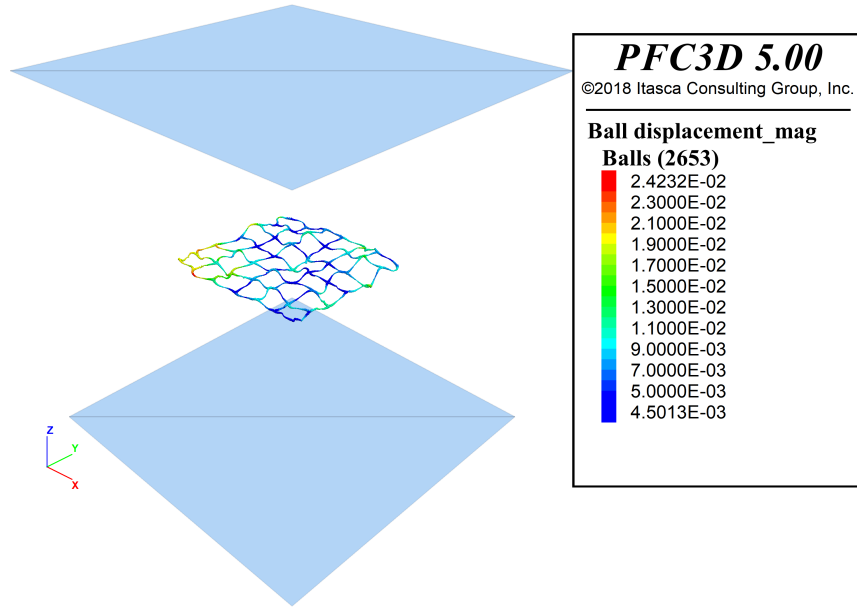 PFC3D 5.00
©2018 Itasca Consulting Group, Inc.
Ball displacement_mag
Balls (2653)
2.4232E-02
2.3000E-02
2.1000E-02
1.9000E-02
1.7000E-02
1.5000E-02
1.3000E-02
1.1000E-02
9.0000E-03
7.0000E-03
5.0000E-03
4.5013E-03
Z
Y
X